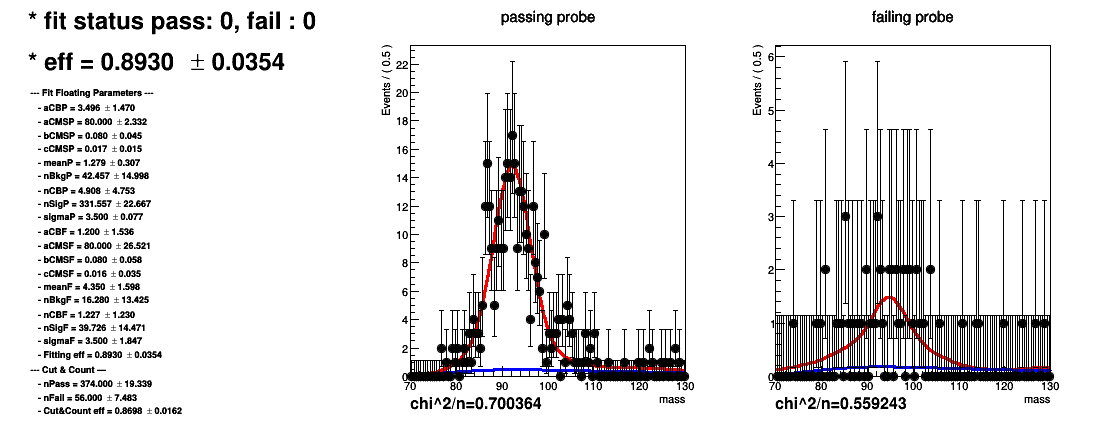 * fit status pass: 0, fail : 0
* eff = 0.8930 ± 0.0354
--- Fit Floating Parameters ---
- aCBP = 3.496 ± 1.470
- aCMSP = 80.000 ± 2.332
- bCMSP = 0.080 ± 0.045
- cCMSP = 0.017 ± 0.015
- meanP = 1.279 ± 0.307
- nBkgP = 42.457 ± 14.998
- nCBP = 4.908 ± 4.753
- nSigP = 331.557 ± 22.667
- sigmaP = 3.500 ± 0.077
- aCBF = 1.200 ± 1.536
- aCMSF = 80.000 ± 26.521
- bCMSF = 0.080 ± 0.058
- cCMSF = 0.016 ± 0.035
- meanF = 4.350 ± 1.598
- nBkgF = 16.280 ± 13.425
- nCBF = 1.227 ± 1.230
- nSigF = 39.726 ± 14.471
- sigmaF = 3.500 ± 1.847
- Fitting eff = 0.8930 ± 0.0354
--- Cut & Count ---
- nPass = 374.000 ± 19.339
- nFail = 56.000 ± 7.483
- Cut&Count eff = 0.8698 ± 0.0162
passing probe
Events / ( 0.5 )
22
20
18
16
14
12
10
8
6
4
2
0
70 80 90 100 110 120 130
mass
chi^2/n=0.700364
failing probe
Events / ( 0.5 )
6
5
4
3
2
1
0
70 80 90 100 110 120 130
mass
chi^2/n=0.559243